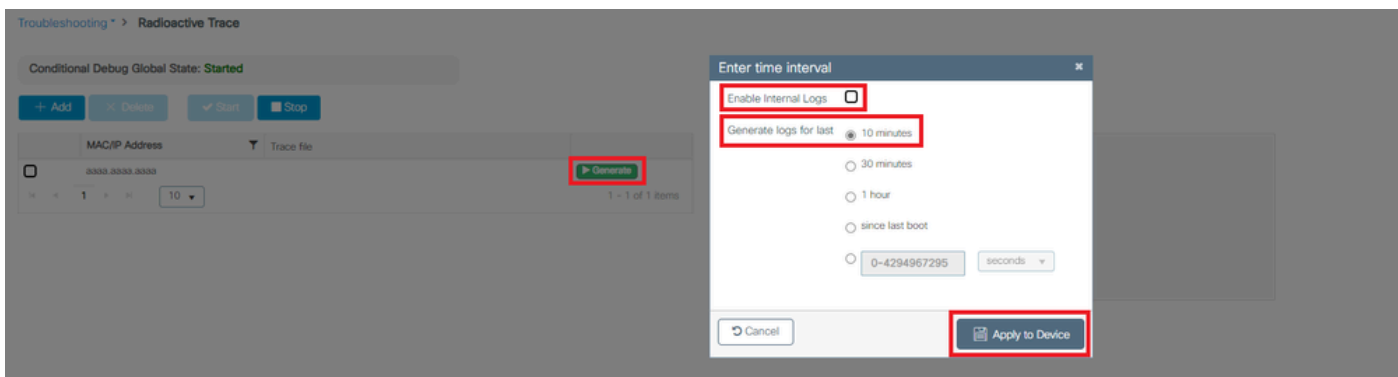 Troubleshooting > Radioactive Trace
Conditional Debug Global State: Started
+ Add
× Delete
✔ Start
Stop
MAC/IP Address
Trace file
aaaa.aaaa.aaaa
Generate
1
10
1 - 1 of 1 items
Enter time interval
Enable Internal Logs
Generate logs for last
10 minutes
30 minutes
1 hour
since last boot
0-4294967295
seconds
Cancel
Apply to Device